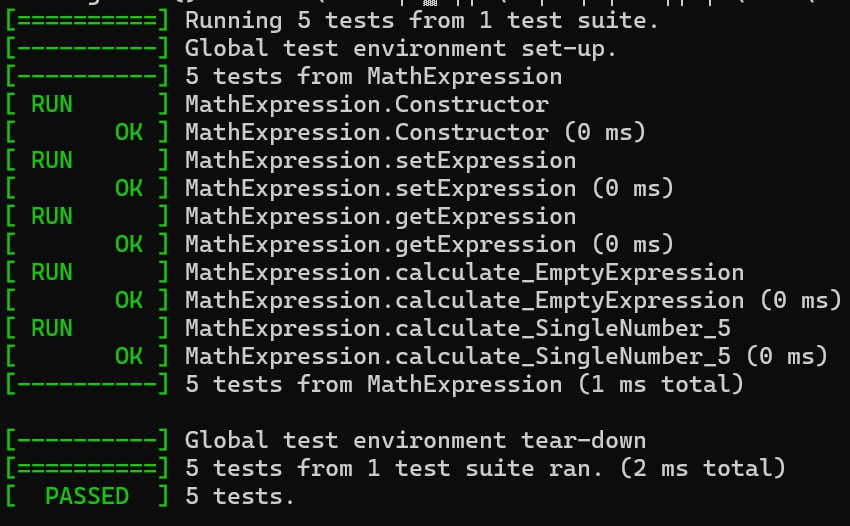 [==========] Running 5 tests from 1 test suite.
[----------] Global test environment set-up.
[----------] 5 tests from MathExpression
[ RUN      ] MathExpression.Constructor
[       OK ] MathExpression.Constructor (0 ms)
[ RUN      ] MathExpression.setExpression
[       OK ] MathExpression.setExpression (0 ms)
[ RUN      ] MathExpression.getExpression
[       OK ] MathExpression.getExpression (0 ms)
[ RUN      ] MathExpression.calculate_EmptyExpression
[       OK ] MathExpression.calculate_EmptyExpression (0 ms)
[ RUN      ] MathExpression.calculate_SingleNumber_5
[       OK ] MathExpression.calculate_SingleNumber_5 (0 ms)
[----------] 5 tests from MathExpression (1 ms total)
[----------] Global test environment tear-down
[==========] 5 tests from 1 test suite ran. (2 ms total)
[  PASSED  ] 5 tests.